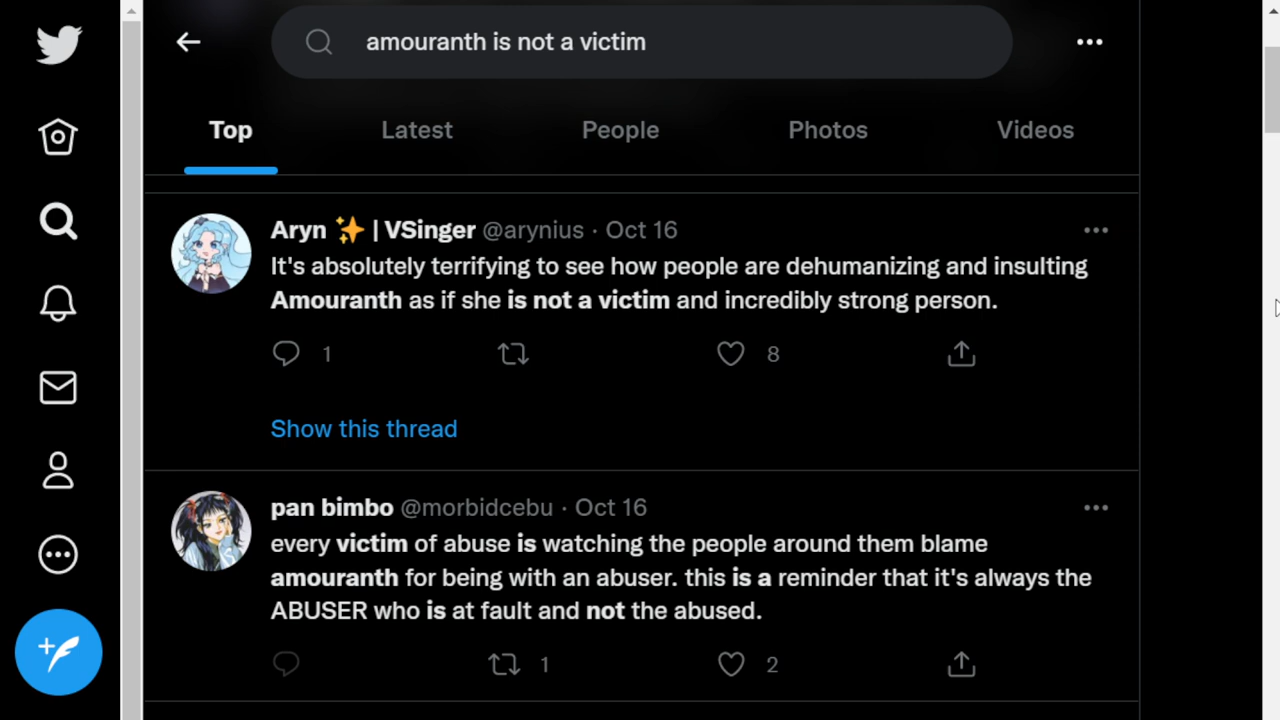 amouranth is not a victim
Top Latest People Photos Videos
Aryn ✨ | VSinger @arynius · Oct 16
It's absolutely terrifying to see how people are dehumanizing and insulting
Amouranth as if she is not a victim and incredibly strong person.
1 8
Show this thread
pan bimbo @morbidcebu · Oct 16
every victim of abuse is watching the people around them blame
amouranth for being with an abuser. this is a reminder that it's always the
ABUSER who is at fault and not the abused.
1 2